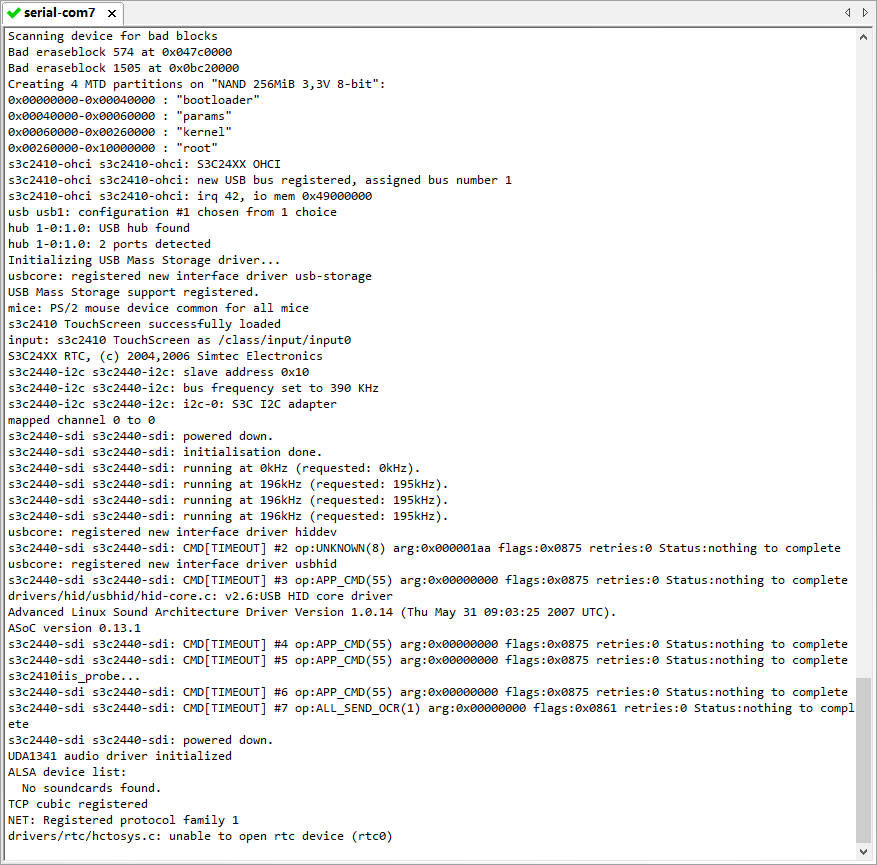 serial-com7
Scanning device for bad blocks
Bad eraseblock 574 at 0x047c0000
Bad eraseblock 1505 at 0x0bc20000
Creating 4 MTD partitions on "NAND 256MiB 3,3V 8-bit":
0x00000000-0x00040000 : "bootloader"
0x00040000-0x00060000 : "params"
0x00060000-0x00260000 : "kernel"
0x00260000-0x10000000 : "root"
s3c2410-ohci s3c2410-ohci: S3C24XX OHCI
s3c2410-ohci s3c2410-ohci: new USB bus registered, assigned bus number 1
s3c2410-ohci s3c2410-ohci: irq 42, io mem 0x49000000
usb usb1: configuration #1 chosen from 1 choice
hub 1-0:1.0: USB hub found
hub 1-0:1.0: 2 ports detected
Initializing USB Mass Storage driver...
usbcore: registered new interface driver usb-storage
USB Mass Storage support registered.
mice: PS/2 mouse device common for all mice
s3c2410 TouchScreen successfully loaded
input: s3c2410 TouchScreen as /class/input/input0
S3C24XX RTC, (c) 2004,2006 Simtec Electronics
s3c2440-i2c s3c2440-i2c: slave address 0x10
s3c2440-i2c s3c2440-i2c: bus frequency set to 390 KHz
s3c2440-i2c s3c2440-i2c: i2c-0: S3C I2C adapter
mapped channel 0 to 0
s3c2440-sdi s3c2440-sdi: powered down.
s3c2440-sdi s3c2440-sdi: initialisation done.
s3c2440-sdi s3c2440-sdi: running at 0kHz (requested: 0kHz).
s3c2440-sdi s3c2440-sdi: running at 196kHz (requested: 195kHz).
s3c2440-sdi s3c2440-sdi: running at 196kHz (requested: 195kHz).
s3c2440-sdi s3c2440-sdi: running at 196kHz (requested: 195kHz).
usbcore: registered new interface driver hiddev
s3c2440-sdi s3c2440-sdi: CMD[TIMEOUT] #2 op:UNKNOWN(8) arg:0x000001aa flags:0x0875 retries:0 Status:nothing to complete
usbcore: registered new interface driver usbhid
s3c2440-sdi s3c2440-sdi: CMD[TIMEOUT] #3 op:APP_CMD(55) arg:0x00000000 flags:0x0875 retries:0 Status:nothing to complete
drivers/hid/usbhid/hid-core.c: v2.6:USB HID core driver
Advanced Linux Sound Architecture Driver Version 1.0.14 (Thu May 31 09:03:25 2007 UTC).
ASoC version 0.13.1
s3c2440-sdi s3c2440-sdi: CMD[TIMEOUT] #4 op:APP_CMD(55) arg:0x00000000 flags:0x0875 retries:0 Status:nothing to complete
s3c2440-sdi s3c2440-sdi: CMD[TIMEOUT] #5 op:APP_CMD(55) arg:0x00000000 flags:0x0875 retries:0 Status:nothing to complete
s3c2410iis_probe...
s3c2440-sdi s3c2440-sdi: CMD[TIMEOUT] #6 op:APP_CMD(55) arg:0x00000000 flags:0x0875 retries:0 Status:nothing to complete
s3c2440-sdi s3c2440-sdi: CMD[TIMEOUT] #7 op:ALL_SEND_OCR(1) arg:0x00000000 flags:0x0861 retries:0 Status:nothing to compl
ete
s3c2440-sdi s3c2440-sdi: powered down.
UDA1341 audio driver initialized
ALSA device list:
  No soundcards found.
TCP cubic registered
NET: Registered protocol family 1
drivers/rtc/hctosys.c: unable to open rtc device (rtc0)